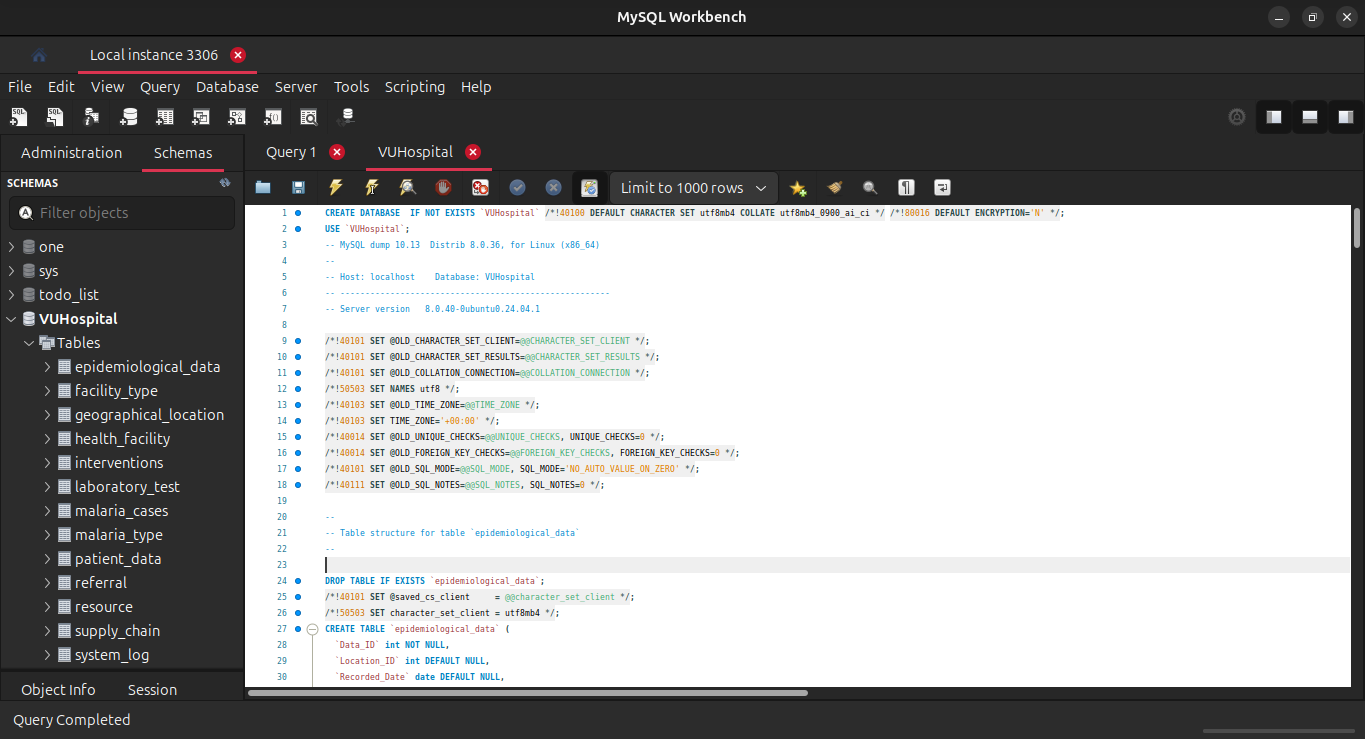 MySQL Workbench
Local instance 3306
File Edit View Query Database Server Tools Scripting Help
Administration Schemas
Query 1 VUHospital
SCHEMAS
Limit to 1000 rows
Filter objects
one
sys
todo_list
VUHospital
Tables
epidemiological_data
facility_type
geographical_location
health_facility
interventions
laboratory_test
malaria_cases
malaria_type
patient_data
referral
resource
supply_chain
system_log
Object Info Session
1 CREATE DATABASE  IF NOT EXISTS `VUHospital` /*!40100 DEFAULT CHARACTER SET utf8mb4 COLLATE utf8mb4_0900_ai_ci */ /*!80016 DEFAULT ENCRYPTION='N' */;
2 USE `VUHospital`;
3 -- MySQL dump 10.13  Distrib 8.0.36, for Linux (x86_64)
4 --
5 -- Host: localhost    Database: VUHospital
6 -- ------------------------------------------------------
7 -- Server version	8.0.40-0ubuntu0.24.04.1
8
9 /*!40101 SET @OLD_CHARACTER_SET_CLIENT=@@CHARACTER_SET_CLIENT */;
10 /*!40101 SET @OLD_CHARACTER_SET_RESULTS=@@CHARACTER_SET_RESULTS */;
11 /*!40101 SET @OLD_COLLATION_CONNECTION=@@COLLATION_CONNECTION */;
12 /*!50503 SET NAMES utf8 */;
13 /*!40103 SET @OLD_TIME_ZONE=@@TIME_ZONE */;
14 /*!40103 SET TIME_ZONE='+00:00' */;
15 /*!40014 SET @OLD_UNIQUE_CHECKS=@@UNIQUE_CHECKS, UNIQUE_CHECKS=0 */;
16 /*!40014 SET @OLD_FOREIGN_KEY_CHECKS=@@FOREIGN_KEY_CHECKS, FOREIGN_KEY_CHECKS=0 */;
17 /*!40101 SET @OLD_SQL_MODE=@@SQL_MODE, SQL_MODE='NO_AUTO_VALUE_ON_ZERO' */;
18 /*!40111 SET @OLD_SQL_NOTES=@@SQL_NOTES, SQL_NOTES=0 */;
19
20 --
21 -- Table structure for table `epidemiological_data`
22 --
23
24 DROP TABLE IF EXISTS `epidemiological_data`;
25 /*!40101 SET @saved_cs_client     = @@character_set_client */;
26 /*!50503 SET character_set_client = utf8mb4 */;
27 CREATE TABLE `epidemiological_data` (
28 `Data_ID` int NOT NULL,
29 `Location_ID` int DEFAULT NULL,
30 `Recorded_Date` date DEFAULT NULL,
Query Completed